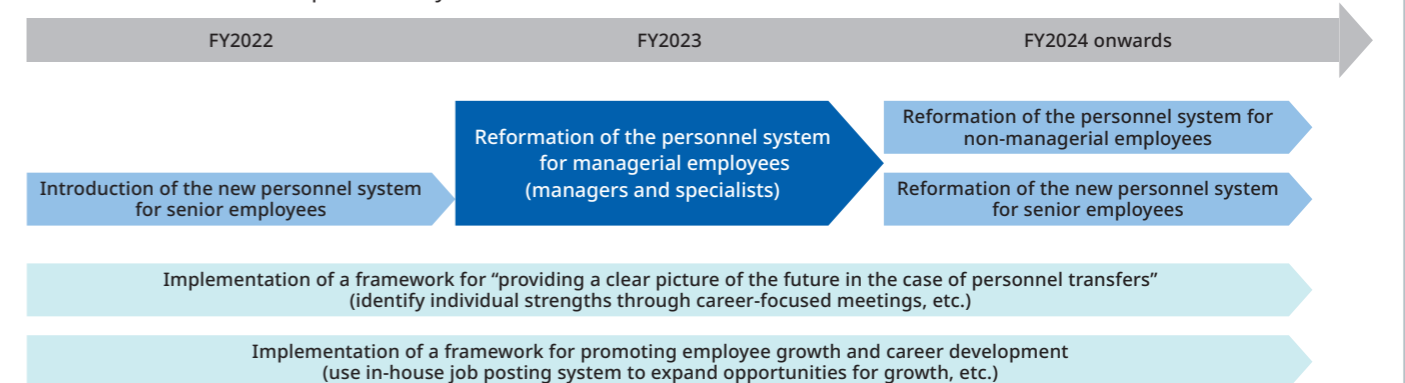 FY2022
FY2023
FY2024 onwards
Reformation of the personnel system
for managerial employees
(managers and specialists)
Reformation of the personnel system for
non-managerial employees
Introduction of the new personnel system
for senior employees
Reformation of the new personnel system
for senior employees
Implementation of a framework for “providing a clear picture of the future in the case of personnel transfers”
(identify individual strengths through career-focused meetings, etc.)
Implementation of a framework for promoting employee growth and career development
(use in-house job posting system to expand opportunities for growth, etc.)